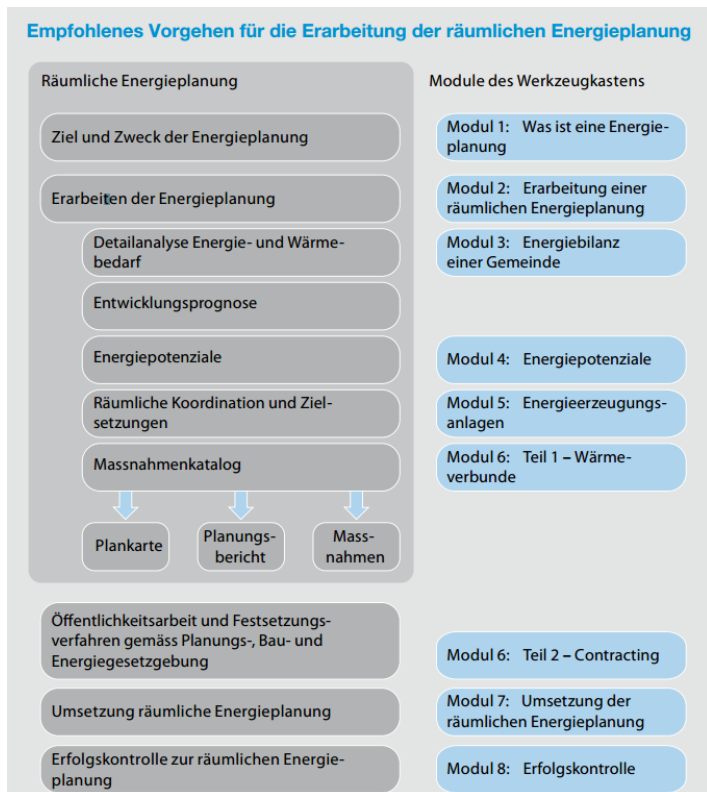 Empfohlenes Vorgehen für die Erarbeitung der räumlichen Energieplanung
Räumliche Energieplanung
Module des Werkzeugkastens
Ziel und Zweck der Energieplanung
Modul 1: Was ist eine Energie-
planung
Erarbeiten der Energieplanung
Modul 2: Erarbeitung einer
räumlichen Energieplanung
Detailanalyse Energie- und Wärme-
bedarf
Modul 3: Energiebilanz
einer Gemeinde
Entwicklungsprognose
Energiepotenziale
Modul 4: Energiepotenziale
Räumliche Koordination und Ziel-
setzungen
Modul 5: Energieerzeugungs-
anlagen
Massnahmenkatalog
Modul 6: Teil 1 – Wärme-
verbunde
Plankarte
Planungs-
bericht
Mass-
nahmen
Öffentlichkeitsarbeit und Festsetzungs-
verfahren gemäss Planungs-, Bau- und
Energiegesetzgebung
Modul 6: Teil 2 – Contracting
Umsetzung räumliche Energieplanung
Modul 7: Umsetzung der
räumlichen Energieplanung
Erfolgskontrolle zur räumlichen Energie-
planung
Modul 8: Erfolgskontrolle